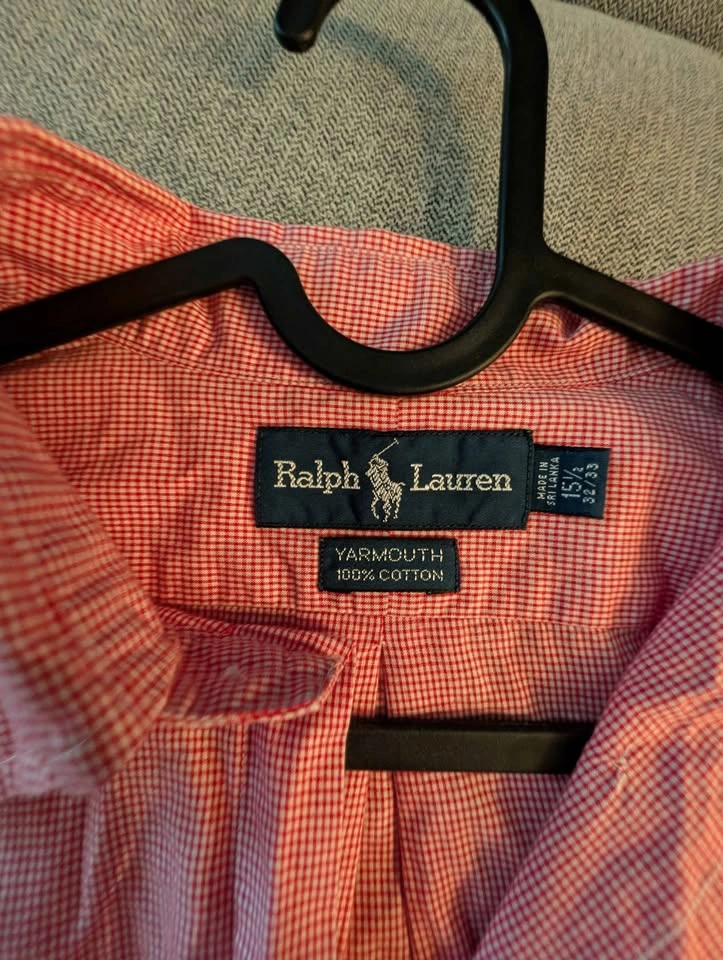 Ralph Lauren
MADE IN
SRI LANKA
15½
32/33
YARMOUTH
100% COTTON